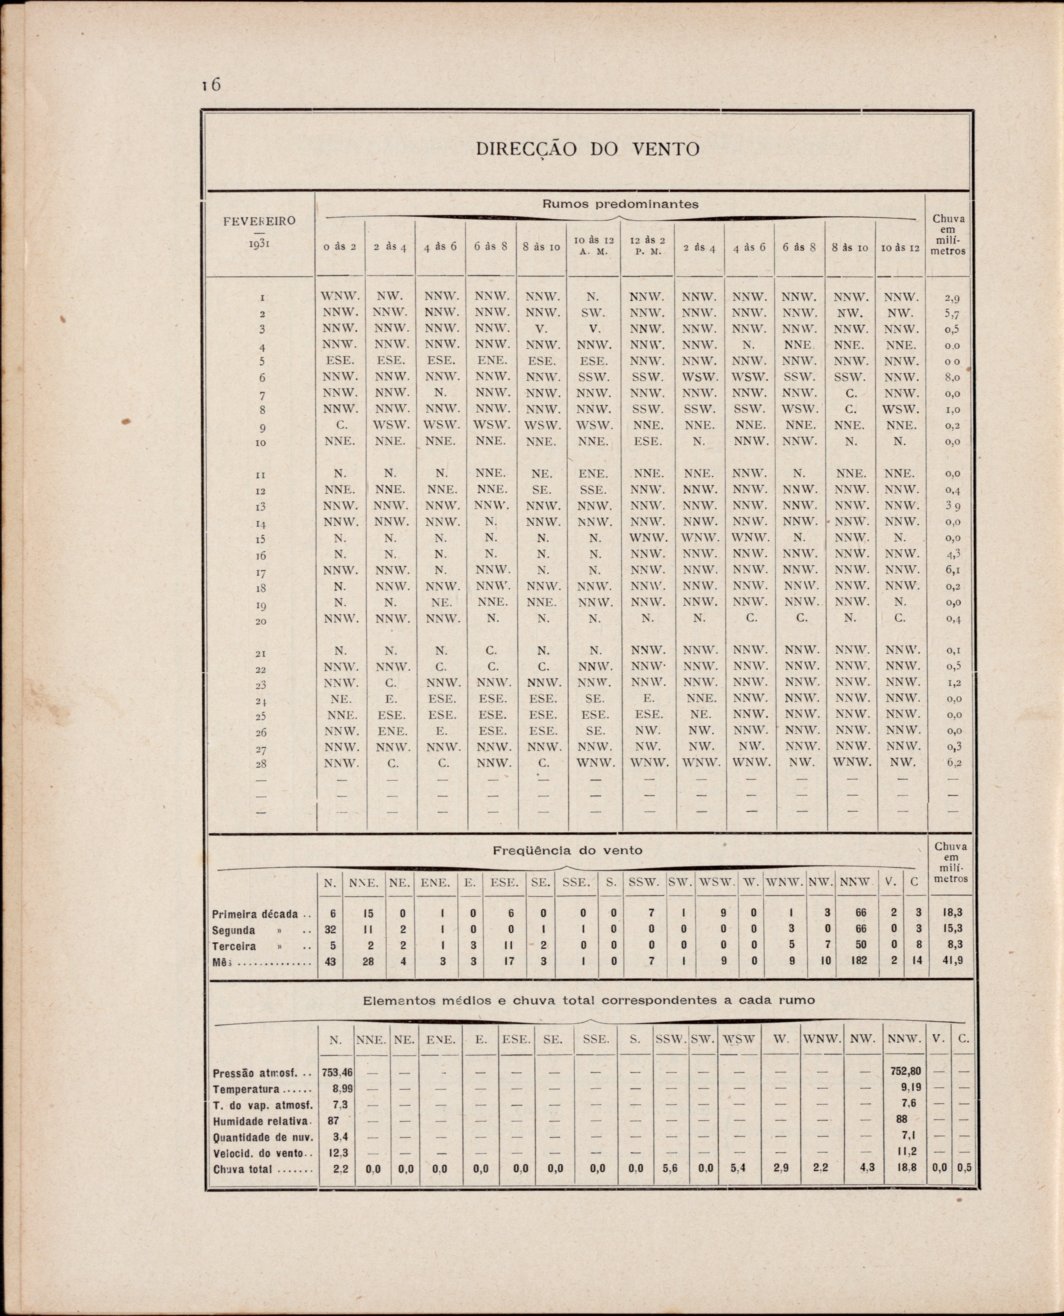 16
DIRECÇÃO DO VENTO
FEVEREIRO
1931
Rumos predominantes
Chuva em milí-metros
0 às 2 2 às 4 4 às 6 6 às 8 8 às 10 10 às 12 A. M. 12 às 2 P. M. 2 às 4 4 às 6 6 às 8 8 às 10 10 às 12
1 WNW. NW. NNW. NNW. NNW. N. NNW. NNW. NNW. NNW. NNW. NNW. 2,9
2 NNW. NNW. NNW. NNW. NNW. SW. NNW. NNW. NNW. NNW. NW. NW. 5,7
3 NNW. NNW. NNW. NNW. V. V. NNW. NNW. NNW. NNW. NNW. NNW. 0,5
4 NNW. NNW. NNW. NNW. NNW. NNW. NNW. NNW. N. NNE NNE. NNE. 0,0
5 ESE. ESE. ESE. ENE. ESE. ESE. NNW. NNW. NNW. NNW. NNW. NNW. 0 0
6 NNW. NNW. NNW. NNW. NNW. SSW. SSW. WSW. WSW. SSW. SSW. NNW. 8,0
7 NNW. NNW. N. NNW. NNW. NNW. NNW. NNW. NNW. NNW. C. NNW. 0,0
8 NNW. NNW. NNW. NNW. NNW. NNW. SSW. SSW. SSW. WSW. C. WSW. 1,0
9 C. WSW. WSW. WSW. WSW. WSW. NNE. NNE. NNE. NNE. NNE. NNE. 0,2
10 NNE. NNE. NNE. NNE. NNE. NNE. ESE. N. NNW. NNW. N. N. 0,0
11 N. N. N. NNE. NE. ENE. NNE. NNE. NNW. N. NNE. NNE. 0,0
12 NNE. NNE. NNE. NNE. SE. SSE. NNW. NNW. NNW. NNW. NNW. NNW. 0,4
13 NNW. NNW. NNW. NNW. NNW. NNW. NNW. NNW. NNW. NNW. NNW. NNW. 3 9
14 NNW. NNW. NNW. N. NNW. NNW. NNW. NNW. NNW. NNW. NNW. NNW. 0,0
15 N. N. N. N. N. N. WNW. WNW. WNW. N. NNW. N. 0,0
16 N. N. N. N. N. N. NNW. NNW. NNW. NNW. NNW. NNW. 4,3
17 NNW. NNW. N. NNW. N. N. NNW. NNW. NNW. NNW. NNW. NNW. 6,1
18 N. NNW. NNW. NNW. NNW. NNW. NNW. NNW. NNW. NNW. NNW. NNW. 0,2
19 N. N. NE. NNE. NNE. NNW. NNW. NNW. NNW. NNW. NNW. N. 0,0
20 NNW. NNW. NNW. N. N. N. N. N. C. C. N. C. 0,4
21 N. N. N. C. N. N. NNW. NNW. NNW. NNW. NNW. NNW. 0,1
22 NNW. NNW. C. C. C. NNW. NNW. NNW. NNW. NNW. NNW. NNW. 0,5
23 NNW. C. NNW. NNW. NNW. NNW. NNW. NNW. NNW. NNW. NNW. NNW. 1,2
24 NE. E. ESE. ESE. ESE. SE. E. NNE. NNW. NNW. NNW. NNW. 0,0
25 NNE. ESE. ESE. ESE. ESE. ESE. ESE. NE. NNW. NNW. NNW. NNW. 0,0
26 NNW. ENE. E. ESE. ESE. SE. NW. NW. NNW. NNW. NNW. NNW. 0,0
27 NNW. NNW. NNW. NNW. NNW. NNW. NW. NW. NW. NNW. NNW. NNW. 0,3
28 NNW. C. C. NNW. C. WNW. WNW. WNW. WNW. NW. WNW. NW. 6,2
— — — — — — — — — — — — — —
— — — — — — — — — — — — — —
— — — — — — — — — — — — — —
Freqüência do vento
Chuva em milí-metros
N. NNE. NE. ENE. E. ESE. SE. SSE. S. SSW. SW. WSW. W. WNW. NW. NNW V. C
Primeira década .. 6 15 0 1 0 6 0 0 0 7 1 9 0 1 3 66 2 3 18,3
Segunda » .. 32 11 2 1 0 0 1 1 0 0 0 0 0 3 0 66 0 3 15,3
Terceira » .. 5 2 2 1 3 11 2 0 0 0 0 0 0 5 7 50 0 8 8,3
Mês .............. 43 28 4 3 3 17 3 1 0 7 1 9 0 9 10 182 2 14 41,9
Elementos médios e chuva total correspondentes a cada rumo
N. NNE. NE. ENE. E. ESE. SE. SSE. S. SSW. SW. WSW W. WNW. NW. NNW. V. C.
Pressão atmosf. .. 753,46 — — — — — — — — — — — — — — 752,80 — —
Temperatura ...... 8,99 — — — — — — — — — — — — — — 9,19 — —
T. do vap. atmosf. 7,3 — — — — — — — — — — — — — — 7,6 — —
Humidade relativa. 87 — — — — — — — — — — — — — — 88 — —
Quantidade de nuv. 3,4 — — — — — — — — — — — — — — 7,1 — —
Velocid. do vento.. 12,3 — — — — — — — — — — — — — — 11,2 — —
Chuva total ....... 2,2 0,0 0,0 0,0 0,0 0,0 0,0 0,0 0,0 5,6 0,0 5,4 2,9 2,2 4,3 18,8 0,0 0,5